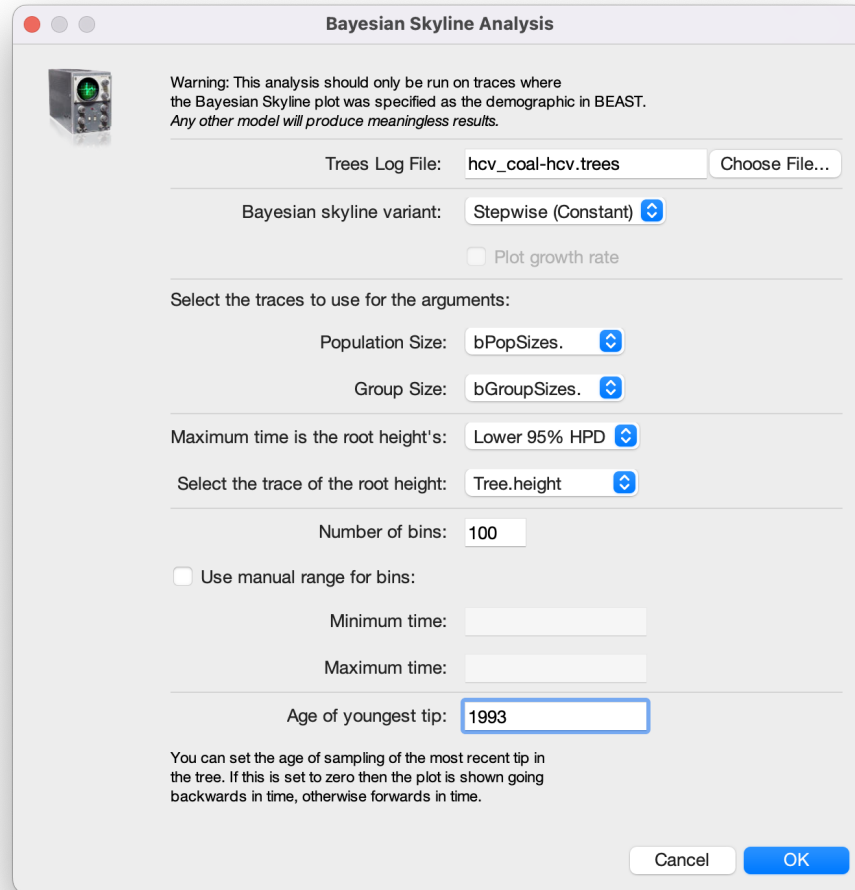 Bayesian Skyline Analysis
Warning: This analysis should only be run on traces where
the Bayesian Skyline plot was specified as the demographic in BEAST.
Any other model will produce meaningless results.
Trees Log File: hcv_coal-hcv.trees Choose File...
Bayesian skyline variant: Stepwise (Constant)
Plot growth rate
Select the traces to use for the arguments:
Population Size: bPopSizes.
Group Size: bGroupSizes.
Maximum time is the root height's: Lower 95% HPD
Select the trace of the root height: Tree.height
Number of bins: 100
Use manual range for bins:
Minimum time:
Maximum time:
Age of youngest tip: 1993
You can set the age of sampling of the most recent tip in
the tree. If this is set to zero then the plot is shown going
backwards in time, otherwise forwards in time.
Cancel OK